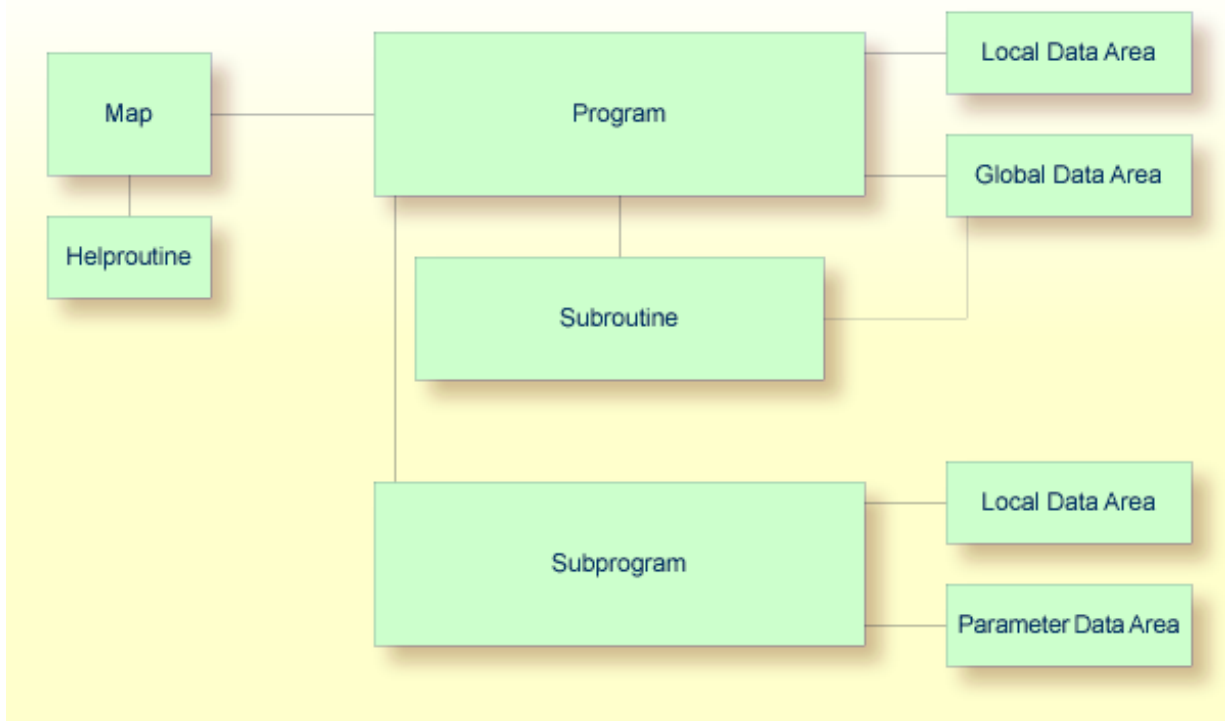 Local Data Area
Map
Program
Global Data Area
Helproutine
Subroutine
Local Data Area
Subprogram
Parameter Data Area